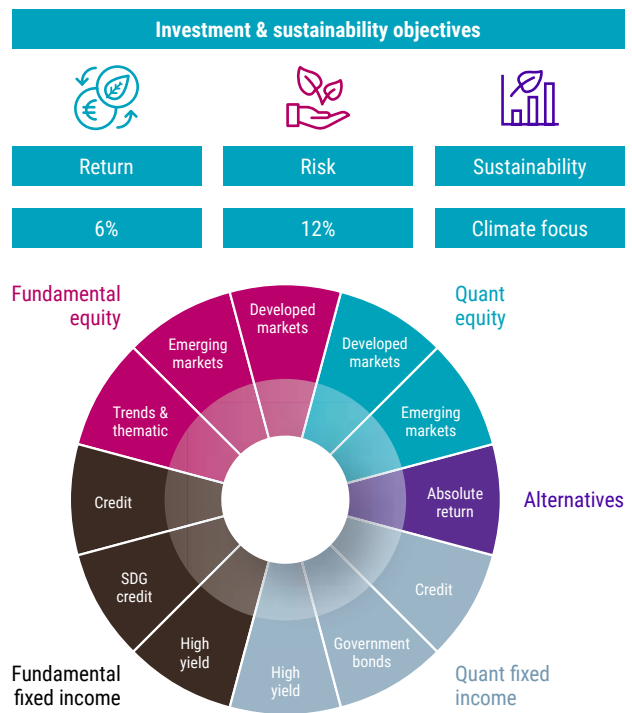 Investment & sustainability objectives
Return
Risk
Sustainability
6%
12%
Climate focus
Fundamental
equity
Quant
equity
Developed
markets
Emerging
markets
Developed
markets
Trends &
thematic
Emerging
markets
Credit
Absolute
return
Alternatives
SDG
credit
Credit
High
yield
High
yield
Government
bonds
Fundamental
fixed income
Quant fixed
income
€